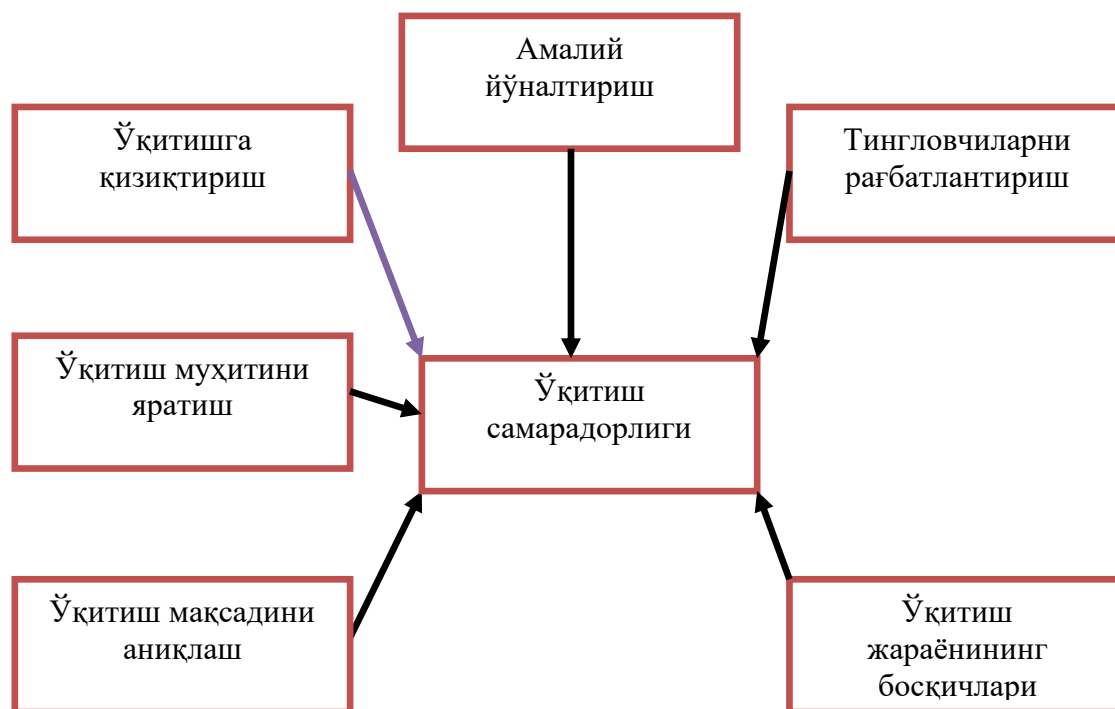 Амалий
йўналтириш
Ўқитишга
қизиқтириш
Тингловчиларни
рағбатлантириш
Ўқитиш муҳитини
яратиш
Ўқитиш
самарадорлиги
Ўқитиш мақсадини
аниқлаш
Ўқитиш
жараёнининг
босқичлари